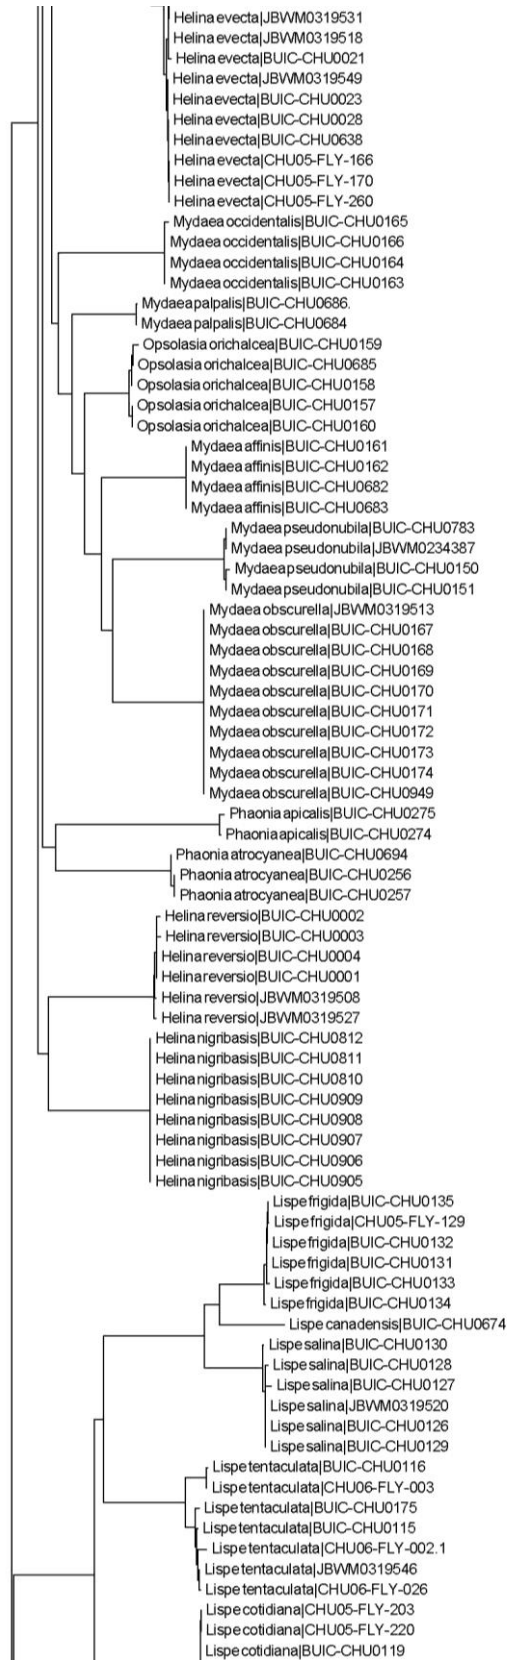 Helina evecta|JBWM0319531
Helina evecta|JBWM0319518
Helina evecta|BUIC-CHU0021
Helina evecta|JBWM0319549
Helina evecta|BUIC-CHU0023
Helina evecta|BUIC-CHU0028
Helina evecta|BUIC-CHU0638
Helina evecta|CHU05-FLY-166
Helina evecta|CHU05-FLY-170
Helina evecta|CHU05-FLY-260
Mydaea occidentalis|BUIC-CHU0165
Mydaea occidentalis|BUIC-CHU0166
Mydaea occidentalis|BUIC-CHU0164
Mydaea occidentalis|BUIC-CHU0163
Mydaea palpalis|BUIC-CHU0686.
Mydaea palpalis|BUIC-CHU0684
Opsolasia orichalcea|BUIC-CHU0159
Opsolasia orichalcea|BUIC-CHU0685
Opsolasia orichalcea|BUIC-CHU0158
Opsolasia orichalcea|BUIC-CHU0157
Opsolasia orichalcea|BUIC-CHU0160
Mydaea affinis|BUIC-CHU0161
Mydaea affinis|BUIC-CHU0162
Mydaea affinis|BUIC-CHU0682
Mydaea affinis|BUIC-CHU0683
Mydaea pseudonubila|BUIC-CHU0783
Mydaea pseudonubila|JBWM0234387
Mydaea pseudonubila|BUIC-CHU0150
Mydaea pseudonubila|BUIC-CHU0151
Mydaea obscurella|JBWM0319513
Mydaea obscurella|BUIC-CHU0167
Mydaea obscurella|BUIC-CHU0168
Mydaea obscurella|BUIC-CHU0169
Mydaea obscurella|BUIC-CHU0170
Mydaea obscurella|BUIC-CHU0171
Mydaea obscurella|BUIC-CHU0172
Mydaea obscurella|BUIC-CHU0173
Mydaea obscurella|BUIC-CHU0174
Mydaea obscurella|BUIC-CHU0949
Phaonia apicalis|BUIC-CHU0275
Phaonia apicalis|BUIC-CHU0274
Phaonia atrocyanea|BUIC-CHU0694
Phaonia atrocyanea|BUIC-CHU0256
Phaonia atrocyanea|BUIC-CHU0257
Helina reversio|BUIC-CHU0002
Helina reversio|BUIC-CHU0003
Helina reversio|BUIC-CHU0004
Helina reversio|BUIC-CHU0001
Helina reversio|JBWM0319508
Helina reversio|JBWM0319527
Helina nigribasis|BUIC-CHU0812
Helina nigribasis|BUIC-CHU0811
Helina nigribasis|BUIC-CHU0810
Helina nigribasis|BUIC-CHU0909
Helina nigribasis|BUIC-CHU0908
Helina nigribasis|BUIC-CHU0907
Helina nigribasis|BUIC-CHU0906
Helina nigribasis|BUIC-CHU0905
Lispe frigida|BUIC-CHU0135
Lispe frigida|CHU05-FLY-129
Lispe frigida|BUIC-CHU0132
Lispe frigida|BUIC-CHU0131
Lispe frigida|BUIC-CHU0133
Lispe frigida|BUIC-CHU0134
Lispe canadensis|BUIC-CHU0674
Lispe salina|BUIC-CHU0130
Lispe salina|BUIC-CHU0128
Lispe salina|BUIC-CHU0127
Lispe salina|JBWM0319520
Lispe salina|BUIC-CHU0126
Lispe salina|BUIC-CHU0129
Lispe tentaculata|BUIC-CHU0116
Lispe tentaculata|CHU06-FLY-003
Lispe tentaculata|BUIC-CHU0175
Lispe tentaculata|BUIC-CHU0115
Lispe tentaculata|CHU06-FLY-002.1
Lispe tentaculata|JBWM0319546
Lispe tentaculata|CHU06-FLY-026
Lispe cotidiana|CHU05-FLY-203
Lispe cotidiana|CHU05-FLY-220
Lispe cotidiana|BUIC-CHU0119